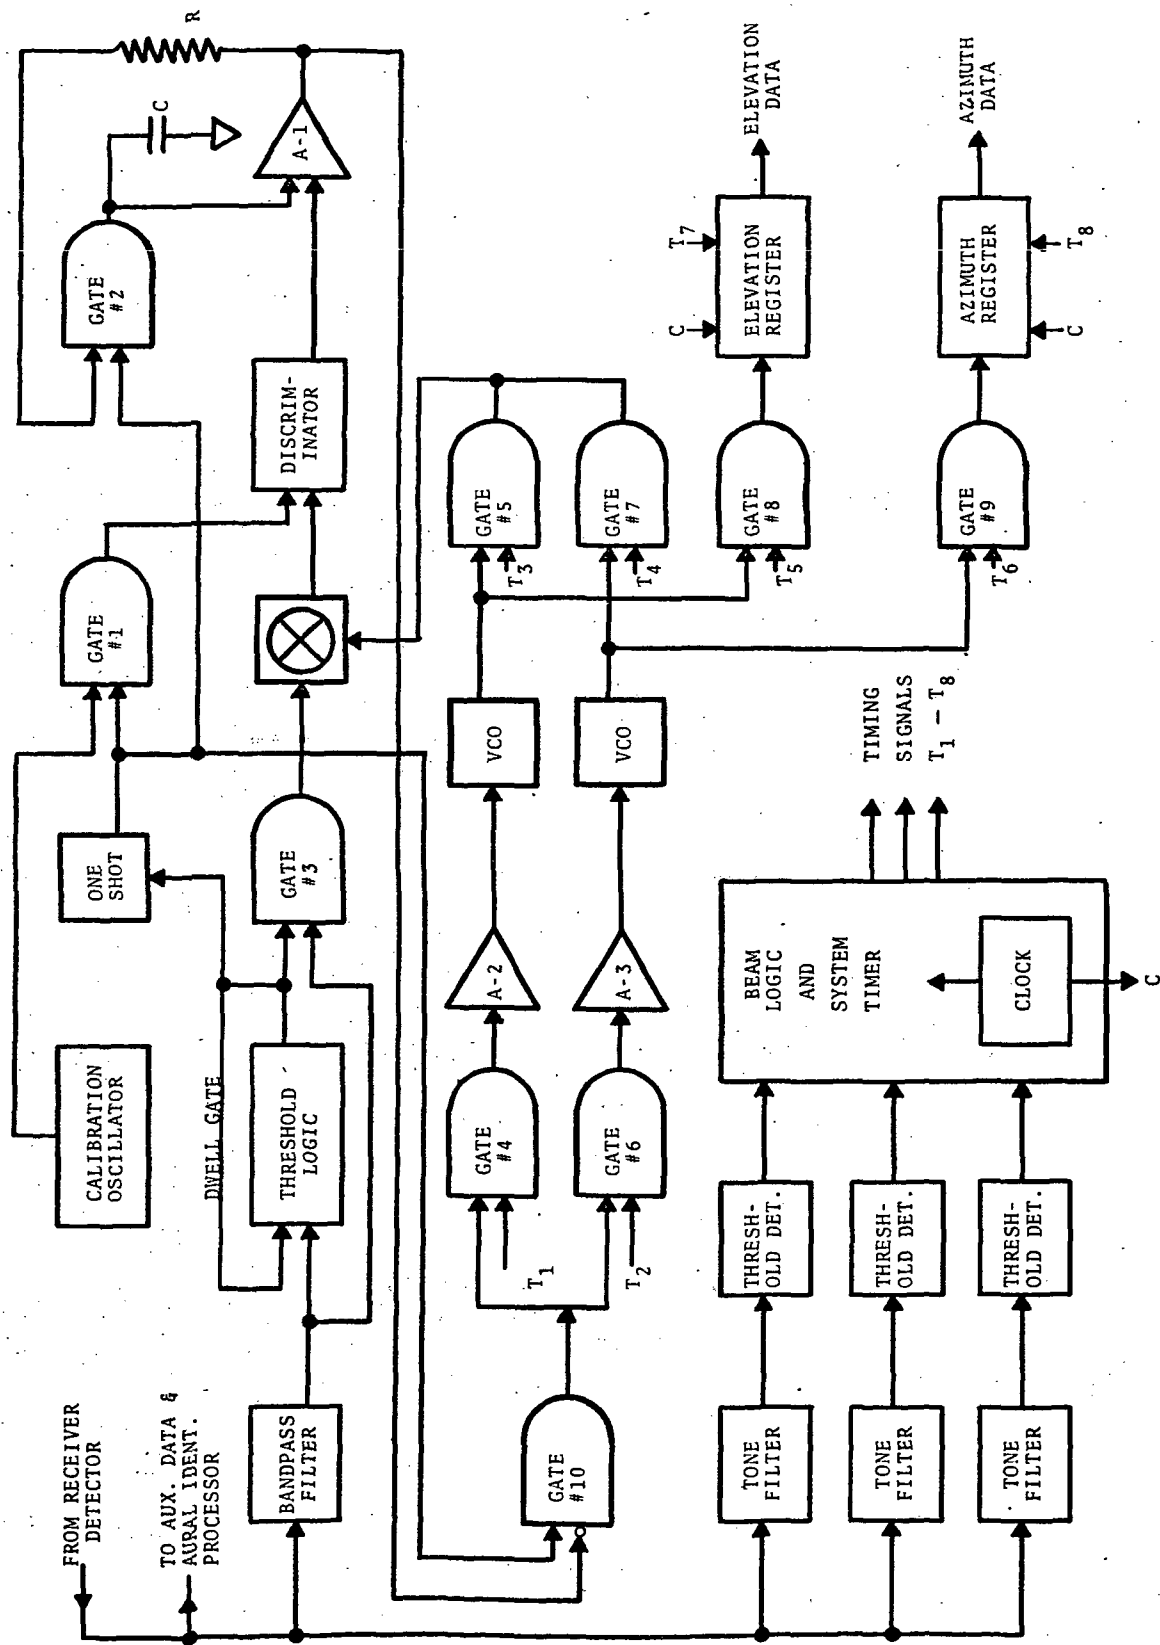 FROM RECEIVER
DETECTOR
TO AUX. DATA &
AURAL IDENT.
PROCESSOR
CALIBRATION
OSCILLATOR
ONE
SHOT
GATE
#1
GATE
#2
C
R
BANDPASS
FILTER
DWELL GATE
THRESHOLD
LOGIC
GATE
#3
DISCRIM-
INATOR
A-1
GATE
#10
T1
T2
GATE
#4
GATE
#6
A-2
A-3
VCO
VCO
T3
T4
GATE
#5
GATE
#7
T5
T6
GATE
#8
GATE
#9
C
T7
ELEVATION
REGISTER
ELEVATION
DATA
AZIMUTH
REGISTER
C
T8
AZIMUTH
DATA
TONE
FILTER
THRESH-
OLD DET.
TONE
FILTER
THRESH-
OLD DET.
TONE
FILTER
THRESH-
OLD DET.
BEAM
LOGIC
AND
SYSTEM
TIMER
CLOCK
C
TIMING
SIGNALS
T1 - T8